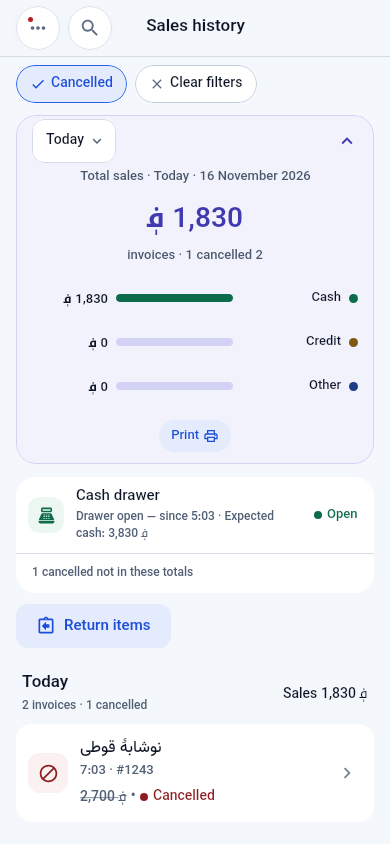 Sales history
Cancelled
Clear filters
Today
Total sales · Today · 16 November 2026
؋ 1,830
invoices · 1 cancelled 2
؋ 1,830
Cash
؋ 0
Credit
؋ 0
Other
Print
Cash drawer
Drawer open — since 5:03 · Expected
cash: 3,830 ؋
Open
1 cancelled not in these totals
Return items
Today
2 invoices · 1 cancelled
Sales 1,830 ؋
نوشابهٔ قوطی
7:03 · #1243
2,700 ؋ • Cancelled